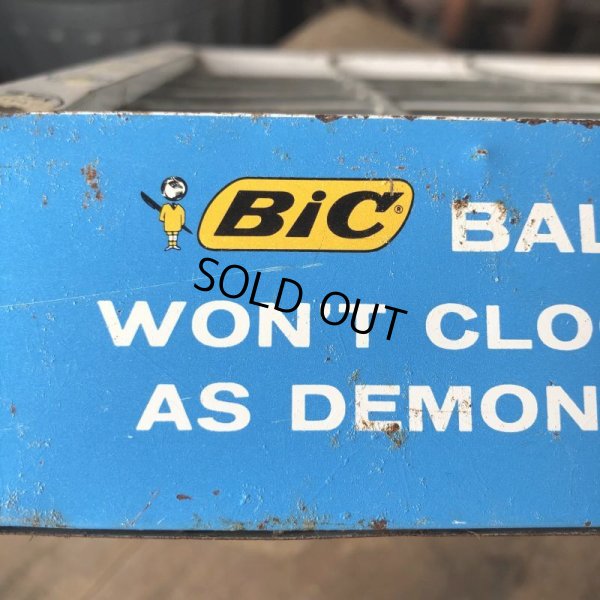 BiC® BAL
SOLD OUT
WON'T CLO
AS DEMON